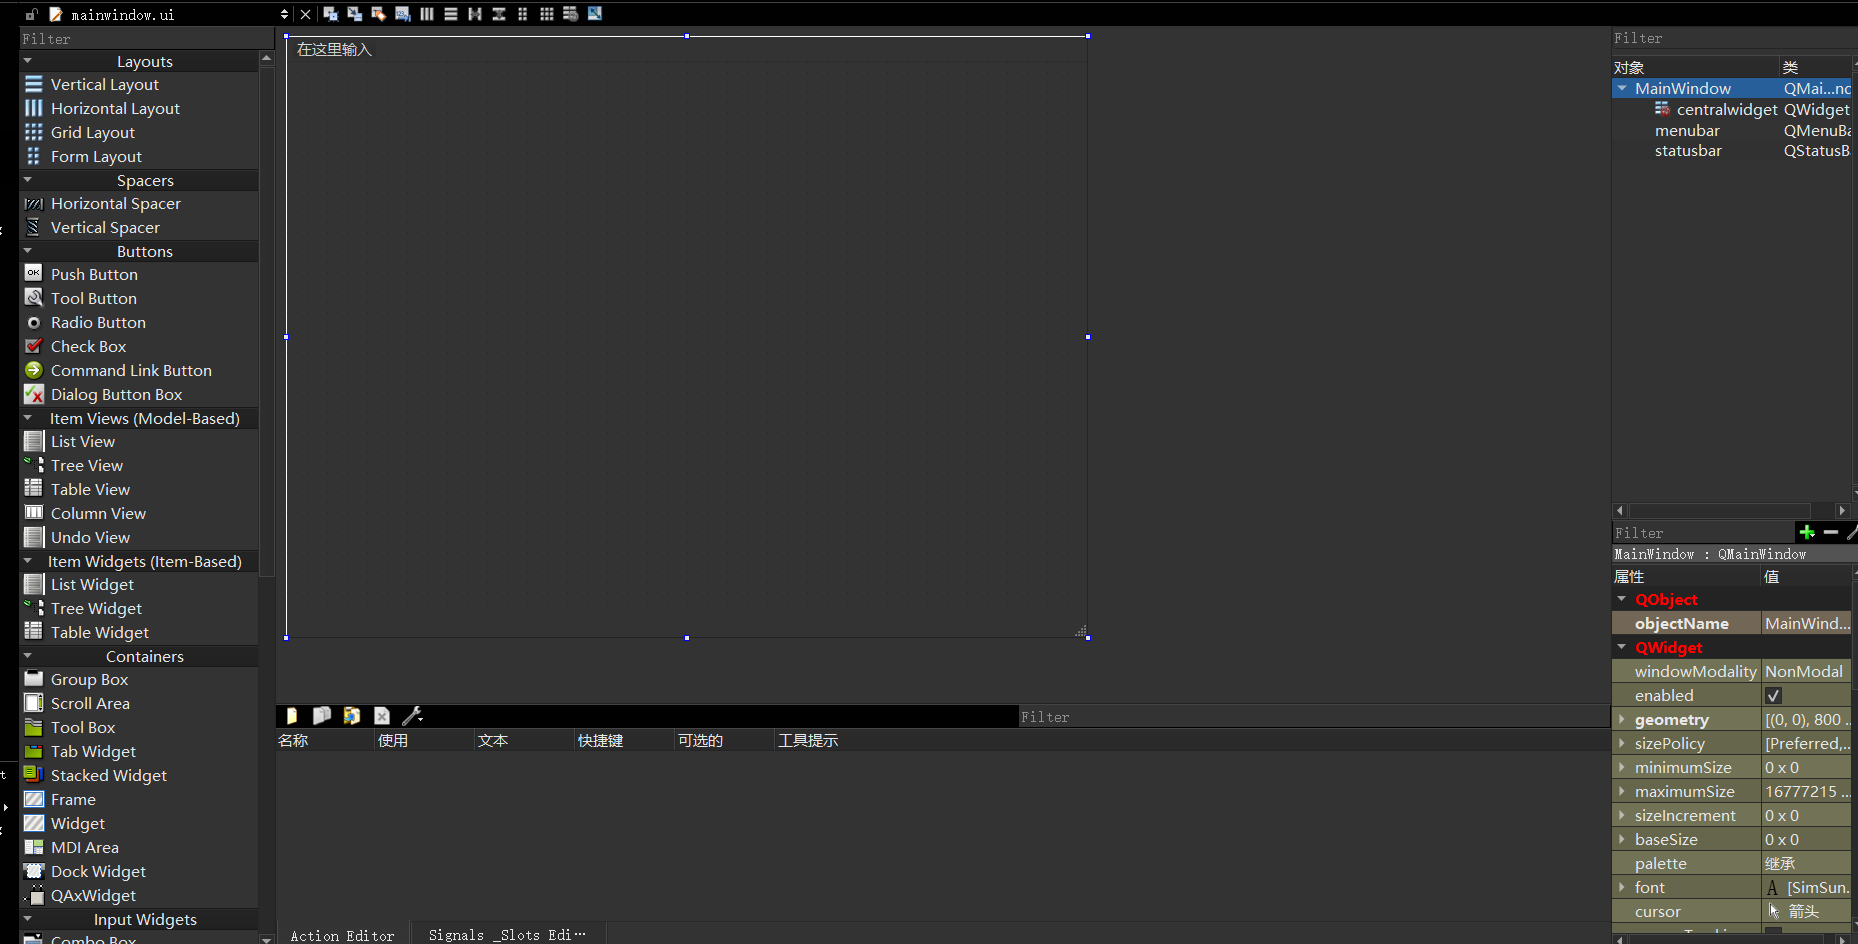 mainwindow.ui
Filter
Layouts
Vertical Layout
Horizontal Layout
Grid Layout
Form Layout
Spacers
Horizontal Spacer
Vertical Spacer
Buttons
Push Button
Tool Button
Radio Button
Check Box
Command Link Button
Dialog Button Box
Item Views (Model-Based)
List View
Tree View
Table View
Column View
Undo View
Item Widgets (Item-Based)
List Widget
Tree Widget
Table Widget
Containers
Group Box
Scroll Area
Tool Box
Tab Widget
Stacked Widget
Frame
Widget
MDI Area
Dock Widget
QAxWidget
Input Widgets
Combo Box
在这里输入
Filter
名称 使用 文本 快捷键 可选的 工具提示
Action Editor Signals _Slots Edi…
Filter
对象 类
MainWindow QMai...nc
centralwidget QWidget
menubar QMenuBa
statusbar QStatusB
Filter
MainWindow : QMainWindow
属性 值
QObject
objectName MainWind...
QWidget
windowModality NonModal
enabled
geometry [(0, 0), 800 ..
sizePolicy [Preferred,..
minimumSize 0 x 0
maximumSize 16777215 ...
sizeIncrement 0 x 0
baseSize 0 x 0
palette 继承
font A [SimSun.
cursor 箭头